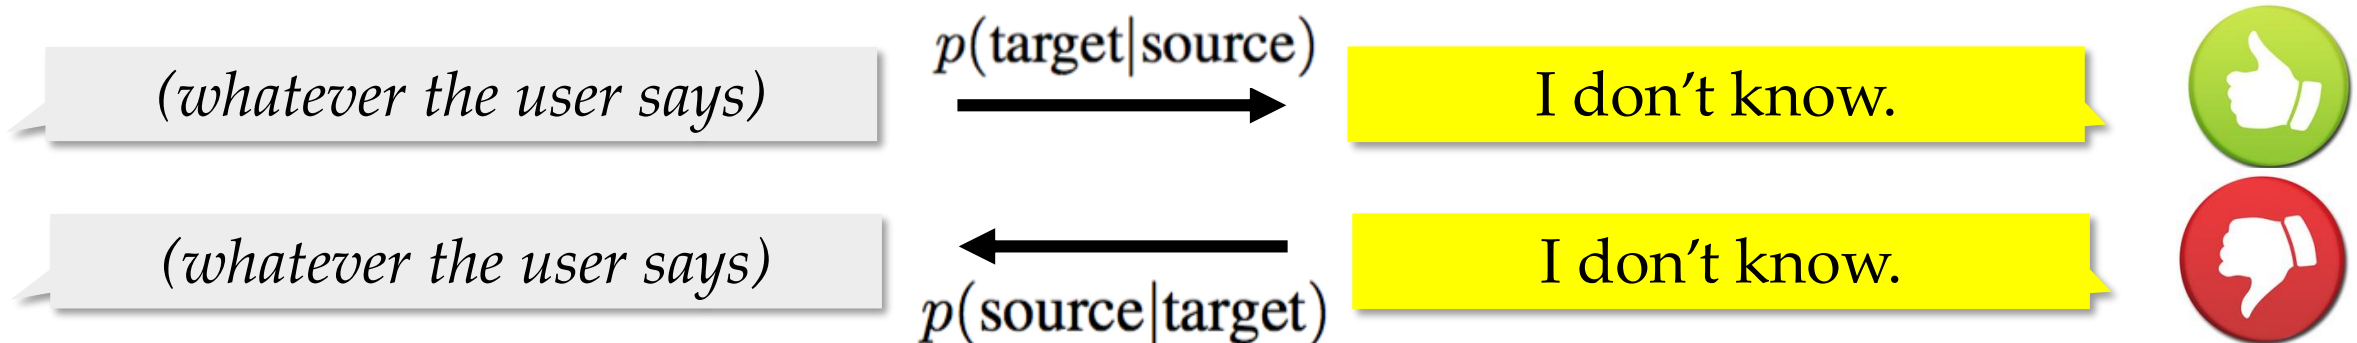 p(target|source)
(whatever the user says) I don’t know.
(whatever the user says) I don’t know.
p(source|target)